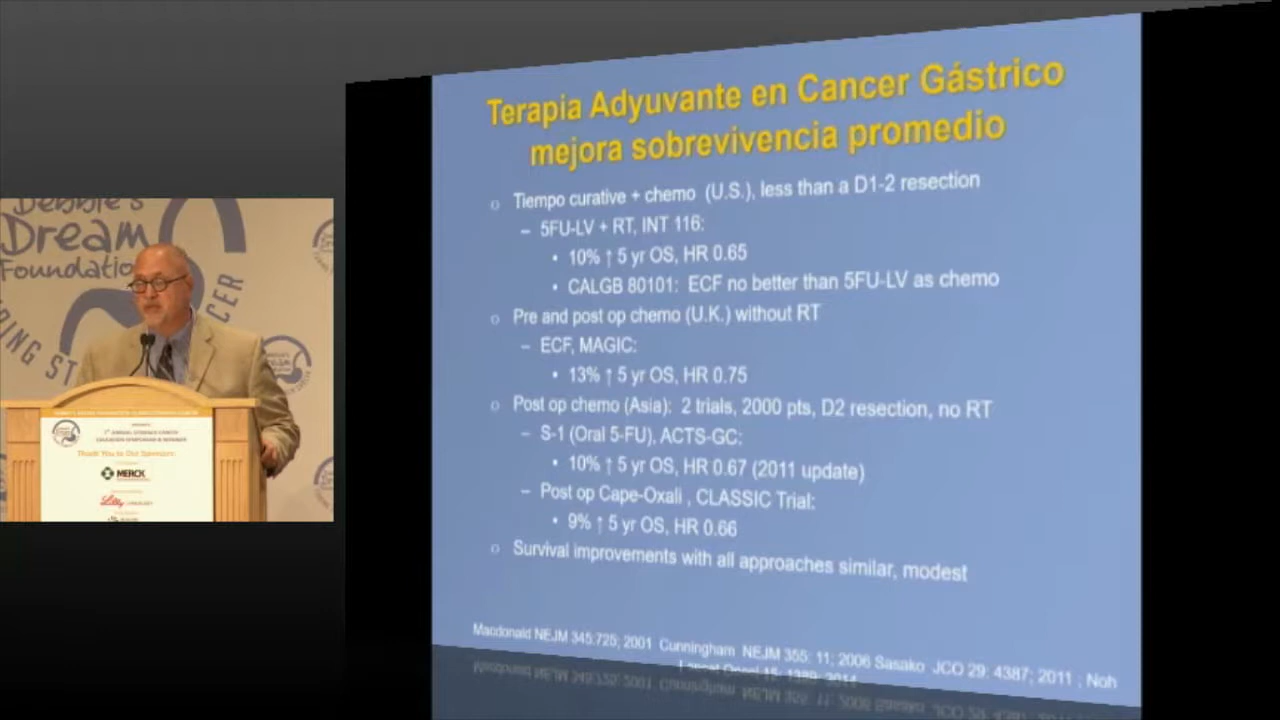 Terapia Adyuvante en Cancer Gástrico
mejora sobrevivencia promedio
o Tiempo curative + chemo (U.S.), less than a D1-2 resection
– 5FU-LV + RT, INT 116:
• 10% ↑ 5 yr OS, HR 0.65
• CALGB 80101: ECF no better than 5FU-LV as chemo
o Pre and post op chemo (U.K.) without RT
– ECF, MAGIC:
• 13% ↑ 5 yr OS, HR 0.75
o Post op chemo (Asia): 2 trials, 2000 pts, D2 resection, no RT
– S-1 (Oral 5-FU), ACTS-GC:
• 10% ↑ 5 yr OS, HR 0.67 (2011 update)
– Post op Cape-Oxali , CLASSIC Trial:
• 9% ↑ 5 yr OS, HR 0.66
o Survival improvements with all approaches similar, modest
Macdonald NEJM 345:725; 2001 Cunningham NEJM 355: 11; 2006 Sasako JCO 29: 4387; 2011 ; Noh
Debbie's
Dream
Foundation
Thank You to Our Sponsors:
MERCK
Lilly